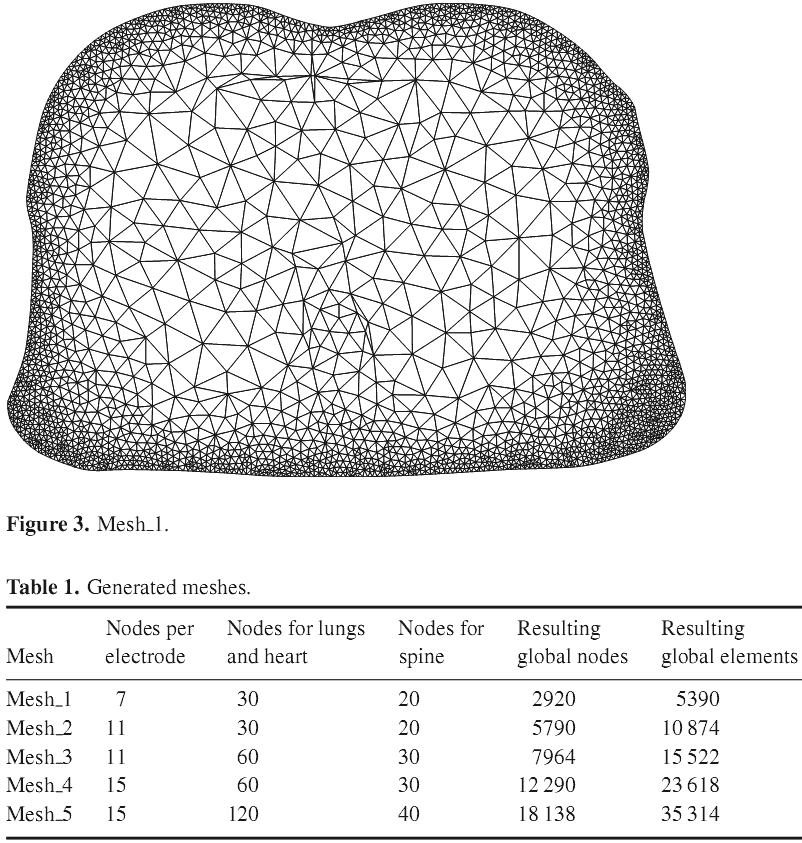 Figure 3. Mesh_1.
Table 1. Generated meshes.
Nodes per Nodes for lungs Nodes for Resulting Resulting
Mesh electrode and heart spine global nodes global elements
Mesh_1 7 30 20 2920 5390
Mesh_2 11 30 20 5790 10 874
Mesh_3 11 60 30 7964 15 522
Mesh_4 15 60 30 12 290 23 618
Mesh_5 15 120 40 18 138 35 314